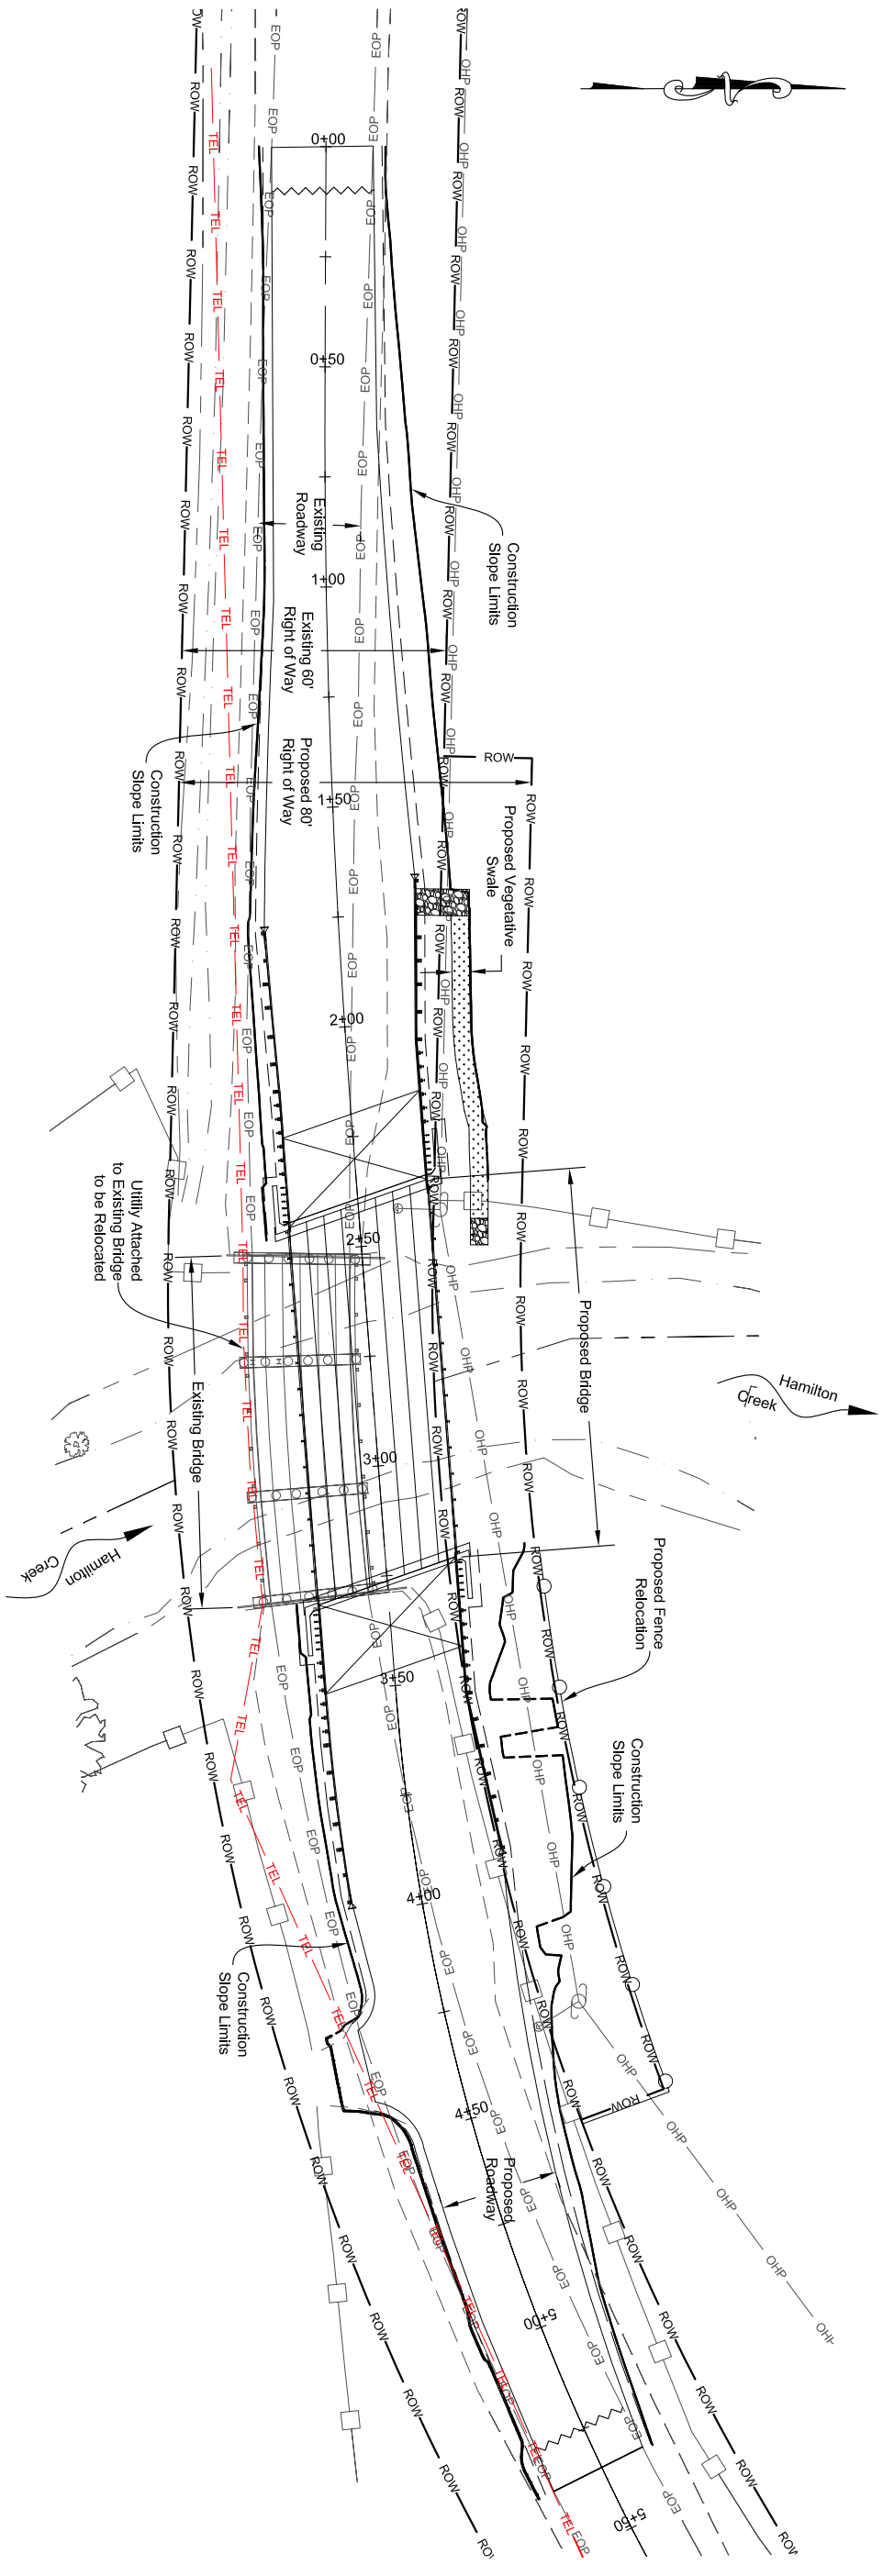 0+00
0+50
Existing
Roadway
Construction
Slope Limits
1+00
Existing 60'
Right of Way
Proposed 80'
Right of Way
1+50
Construction
Slope Limits
Proposed Vegetative
Swale
2+00
Utitliy Attached
to Existing Bridge
to be Relocated
2+50
Proposed Bridge
Existing Bridge
Hamilton
Creek
3+00
Hamilton
Creek
Proposed Fence
Relocation
3+50
Construction
Slope Limits
4+00
Construction
Slope Limits
4+50
Proposed
Roadway
5+00
5+50
ROW
TEL
EOP
OHP